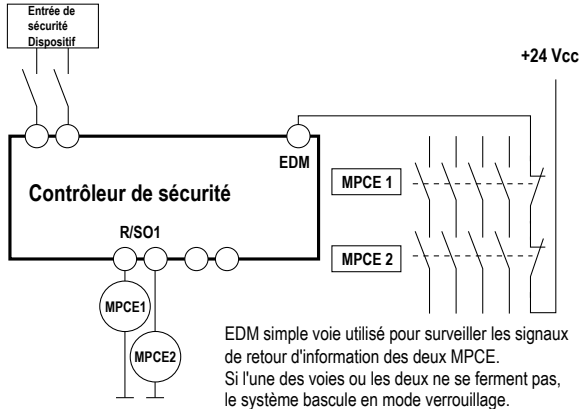 Entrée de
sécurité
Dispositif
+24 Vcc
EDM
Contrôleur de sécurité
R/SO1
MPCE 1
MPCE 2
MPCE1
MPCE2
EDM simple voie utilisé pour surveiller les signaux
de retour d'information des deux MPCE.
Si l'une des voies ou les deux ne se ferment pas,
le système bascule en mode verrouillage.